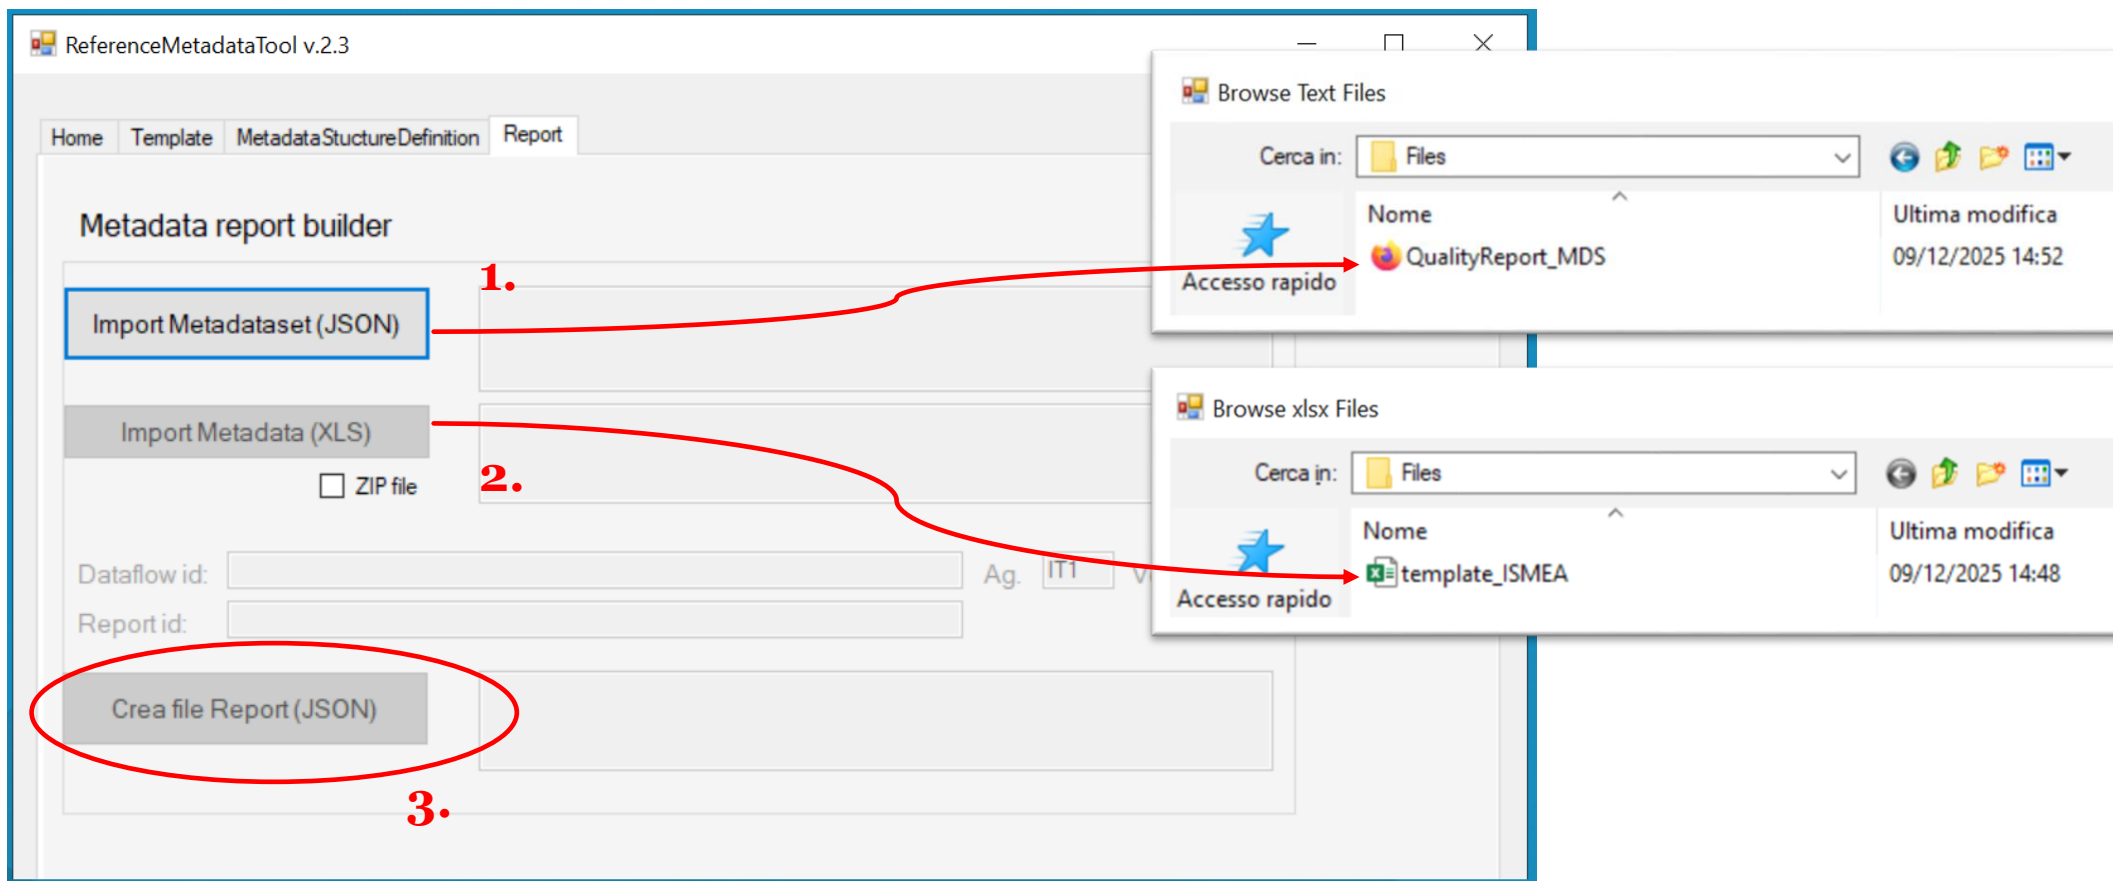 ReferenceMetadataTool v.2.3
Home Template MetadataStuctureDefinition Report
Metadata report builder
1.
Import Metadataset (JSON)
Import Metadata (XLS)
ZIP file
2.
Dataflow id:
Ag. IT1
Report id:
Crea file Report (JSON)
3.
Browse Text Files
Cerca in: Files
Nome Ultima modifica
QualityReport_MDS 09/12/2025 14:52
Accesso rapido
Browse xlsx Files
Cerca in: Files
Nome Ultima modifica
template_ISMEA 09/12/2025 14:48
Accesso rapido